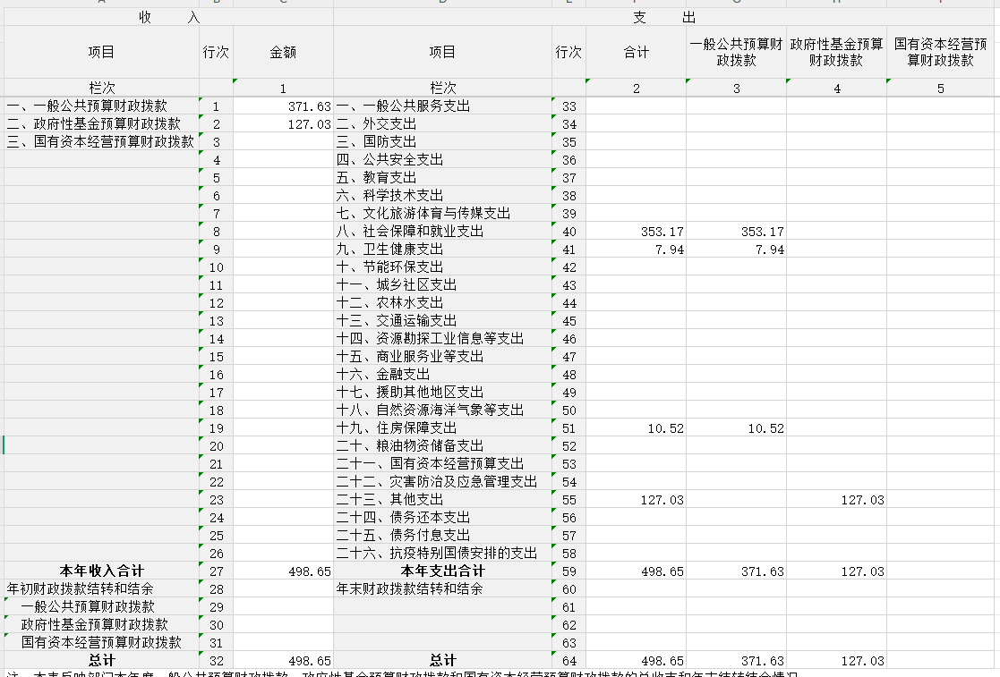 收 入 支 出
项目 行次 金额 项目 行次 合计 一般公共预算财政拨款 政府性基金预算财政拨款 国有资本经营预算财政拨款
栏次 1 栏次 2 3 4 5
一、一般公共预算财政拨款 1 371.63 一、一般公共服务支出 33
二、政府性基金预算财政拨款 2 127.03 二、外交支出 34
三、国有资本经营预算财政拨款 3 三、国防支出 35
4 四、公共安全支出 36
5 五、教育支出 37
6 六、科学技术支出 38
7 七、文化旅游体育与传媒支出 39
8 八、社会保障和就业支出 40 353.17 353.17
9 九、卫生健康支出 41 7.94 7.94
10 十、节能环保支出 42
11 十一、城乡社区支出 43
12 十二、农林水支出 44
13 十三、交通运输支出 45
14 十四、资源勘探工业信息等支出 46
15 十五、商业服务业等支出 47
16 十六、金融支出 48
17 十七、援助其他地区支出 49
18 十八、自然资源海洋气象等支出 50
19 十九、住房保障支出 51 10.52 10.52
20 二十、粮油物资储备支出 52
21 二十一、国有资本经营预算支出 53
22 二十二、灾害防治及应急管理支出 54
23 二十三、其他支出 55 127.03 127.03
24 二十四、债务还本支出 56
25 二十五、债务付息支出 57
26 二十六、抗疫特别国债安排的支出 58
本年收入合计 27 498.65 本年支出合计 59 498.65 371.63 127.03
年初财政拨款结转和结余 28 年末财政拨款结转和结余 60
一般公共预算财政拨款 29 61
政府性基金预算财政拨款 30 62
国有资本经营预算财政拨款 31 63
总计 32 498.65 总计 64 498.65 371.63 127.03